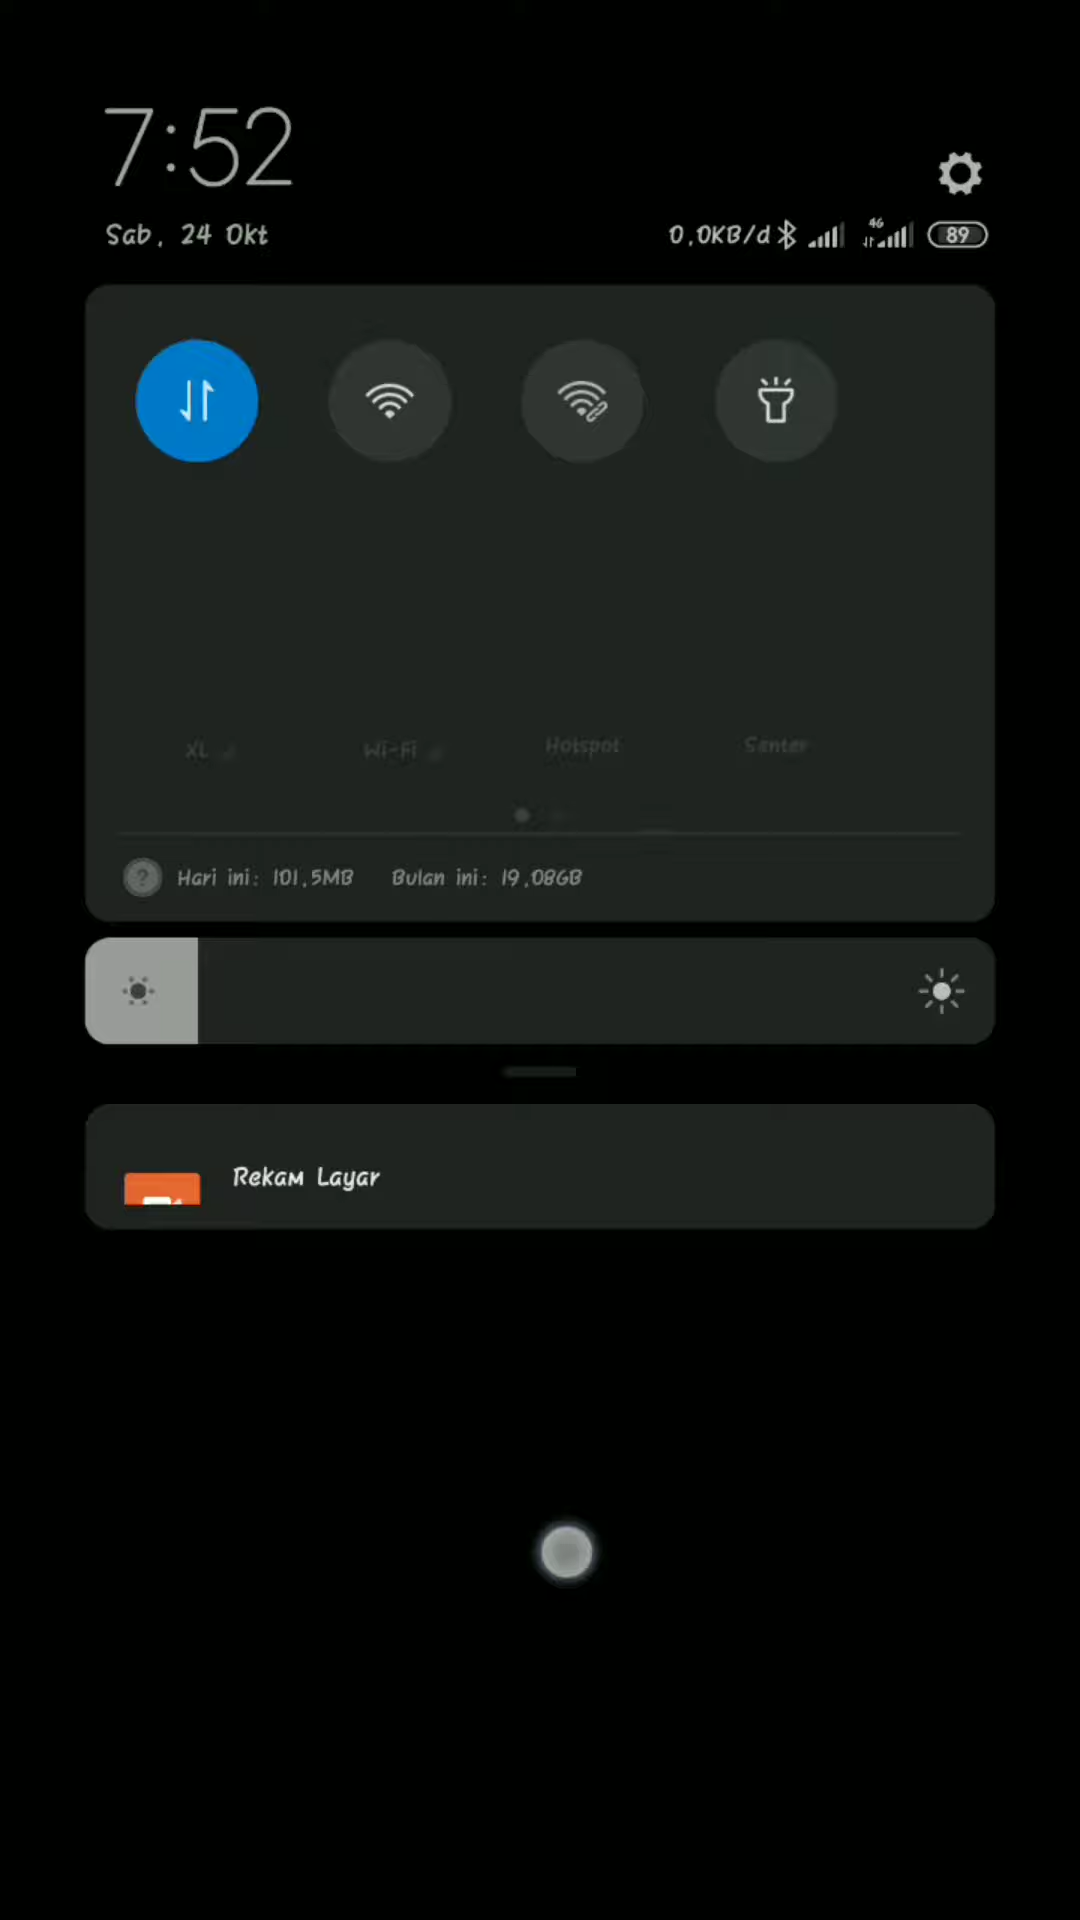 7:52
Sab, 24 Okt
0,0KB/d 4G 89
XL Wi-Fi Hotspot Senter
? Hari ini: 101,5MB Bulan ini: 19,08GB
Rekam Layar